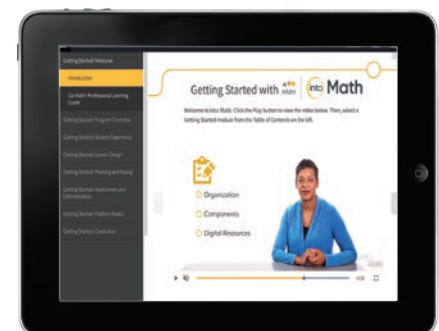 Getting Started: Welcome
Introduction
Go Math! Professional Learning
Guide
Getting Started: Program Overview
Getting Started: Student Experience
Getting Started: Lesson Design
Getting Started: Planning and Pacing
Getting Started: Assessment and
Differentiation
Getting Started: Platform Basics
Getting Started: Conclusion
Getting Started with HMH into Math
Welcome to Into Math. Click the Play button to view the video below. Then, select a
Getting Started module from the Table of Contents on the left.
Organization
Components
Digital Resources